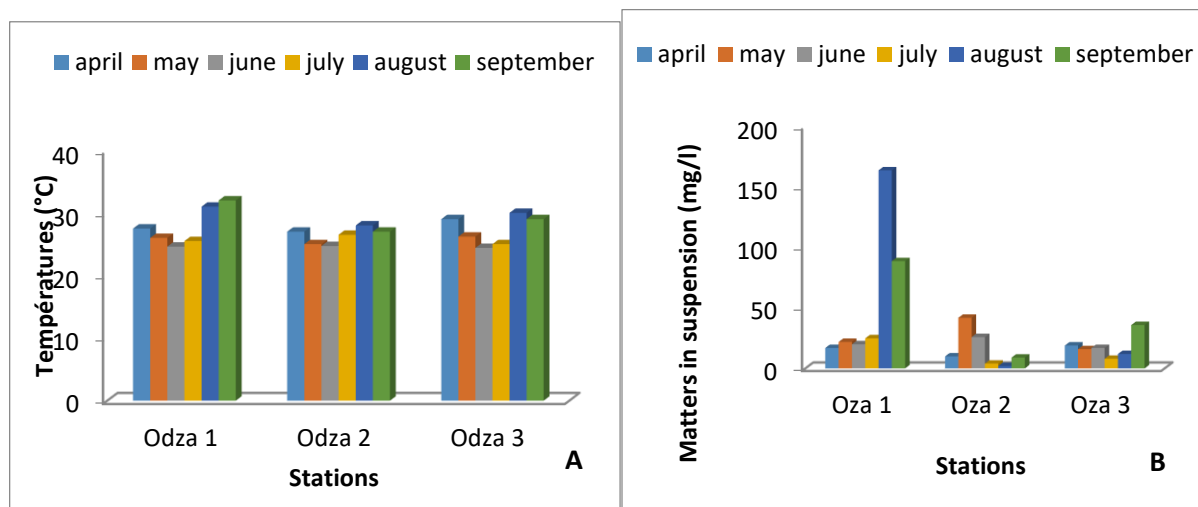 april may june july august september
Températures (°C)
40
30
20
10
0
Odza 1 Odza 2 Odza 3
Stations
A
april may june july august september
Matters in suspension (mg/l)
200
150
100
50
0
Oza 1 Oza 2 Oza 3
Stations
B